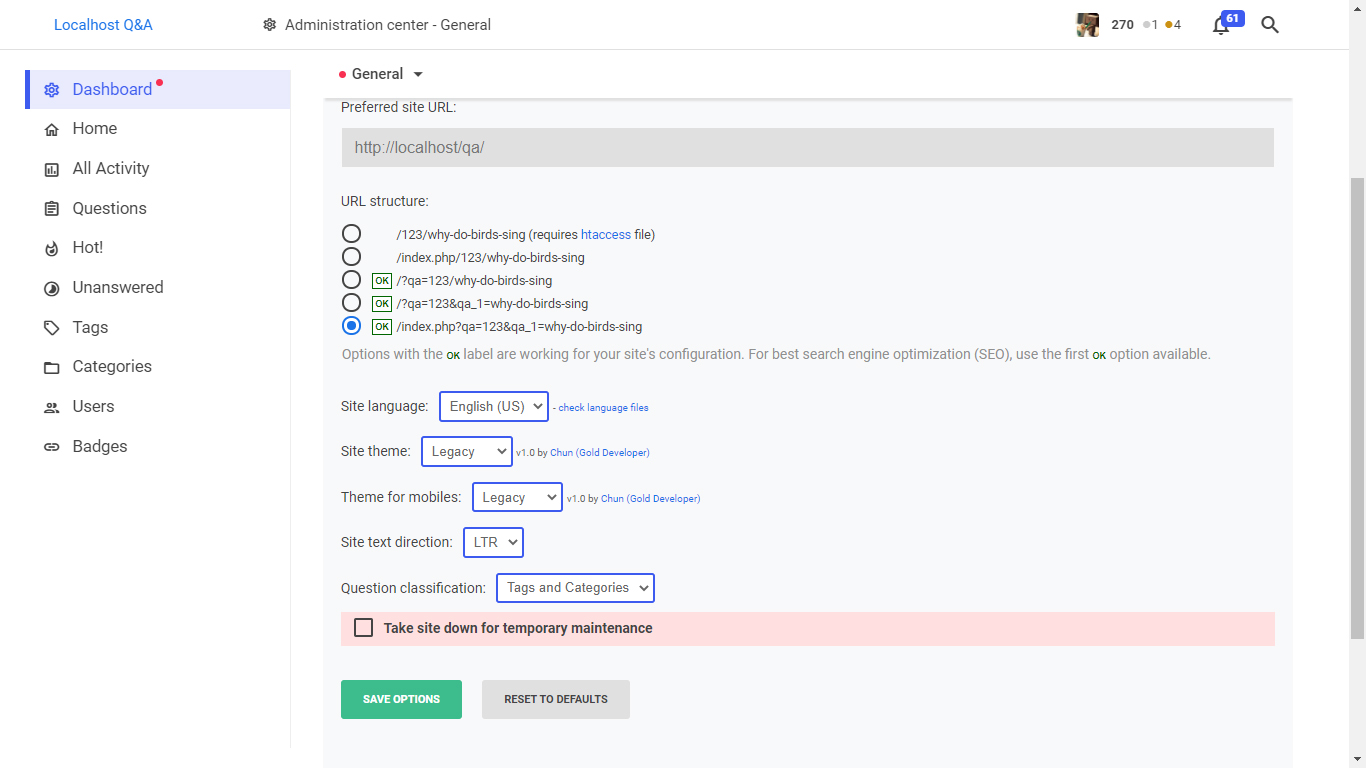 Localhost Q&A
Administration center - General
270 1 4
61
Dashboard
Home
All Activity
Questions
Hot!
Unanswered
Tags
Categories
Users
Badges
General
Preferred site URL:
http://localhost/qa/
URL structure:
/123/why-do-birds-sing (requires htaccess file)
/index.php/123/why-do-birds-sing
OK /?qa=123/why-do-birds-sing
OK /?qa=123&qa_1=why-do-birds-sing
OK /index.php?qa=123&qa_1=why-do-birds-sing
Options with the OK label are working for your site's configuration. For best search engine optimization (SEO), use the first OK option available.
Site language: English (US) - check language files
Site theme: Legacy v1.0 by Chun (Gold Developer)
Theme for mobiles: Legacy v1.0 by Chun (Gold Developer)
Site text direction: LTR
Question classification: Tags and Categories
Take site down for temporary maintenance
SAVE OPTIONS RESET TO DEFAULTS